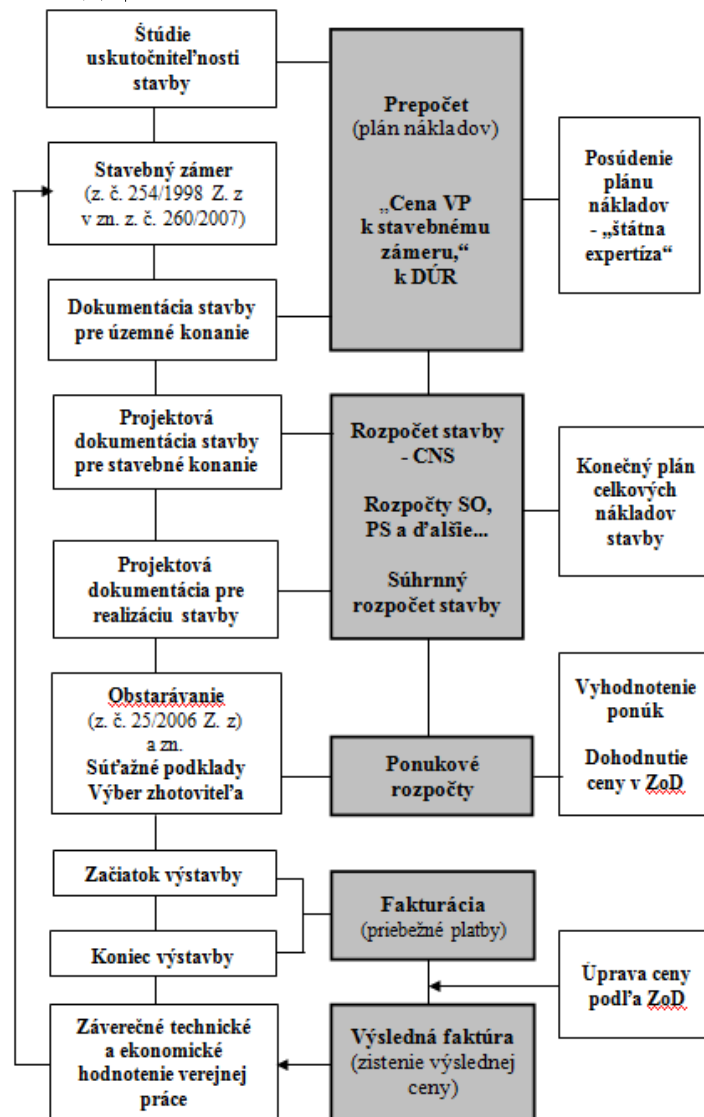 Štúdie
uskutočniteľnosti
stavby
Prepočet
(plán nákladov)
„Cena VP
k stavebnému
zámeru,“
k DÚR
Posúdenie
plánu
nákladov
- „štátna
expertíza“
Stavebný zámer
(z. č. 254/1998 Z. z
v zn. z. č. 260/2007)
Dokumentácia stavby
pre územné konanie
Projektová
dokumentácia stavby
pre stavebné konanie
Rozpočet stavby
- CNS
Rozpočty SO,
PS a ďalšie...
Súhrnný
rozpočet stavby
Konečný plán
celkových
nákladov
stavby
Projektová
dokumentácia pre
realizáciu stavby
Obstarávanie
(z. č. 25/2006 Z. z)
a zn.
Súťažné podklady
Výber zhotoviteľa
Ponukové
rozpočty
Vyhodnotenie
ponúk
Dohodnutie
ceny v ZoD
Začiatok výstavby
Koniec výstavby
Fakturácia
(priebežné platby)
Úprava ceny
podľa ZoD
Záverečné technické
a ekonomické
hodnotenie verejnej
práce
Výsledná faktúra
(zistenie výslednej
ceny)